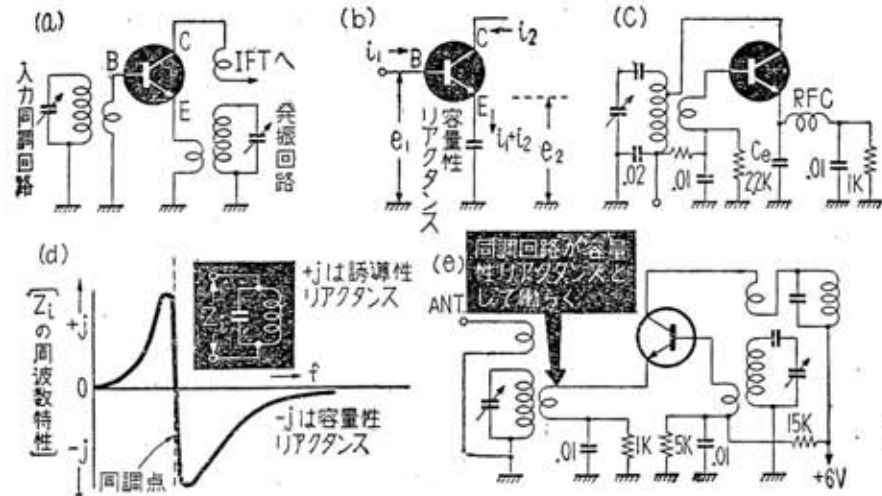 (a)
B
C
E
IFTへ
入力同調回路
発振回路
(b)
i₁
B
C
i₂
E
i₁+i₂
e₁
e₂
容量性
リアクタンス
(C)
RFC
Ce
.02
.01
22K
.01
1K
(d)
+jは誘導性
リアクタンス
Zi
Ziの周波数特性
+j
0
-j
f
-jは容量性
リアクタンス
同調点
(e)
同調回路が容量
性リアクタンスと
して働らく
ANT
.01
1K
5K
.01
15K
+6V